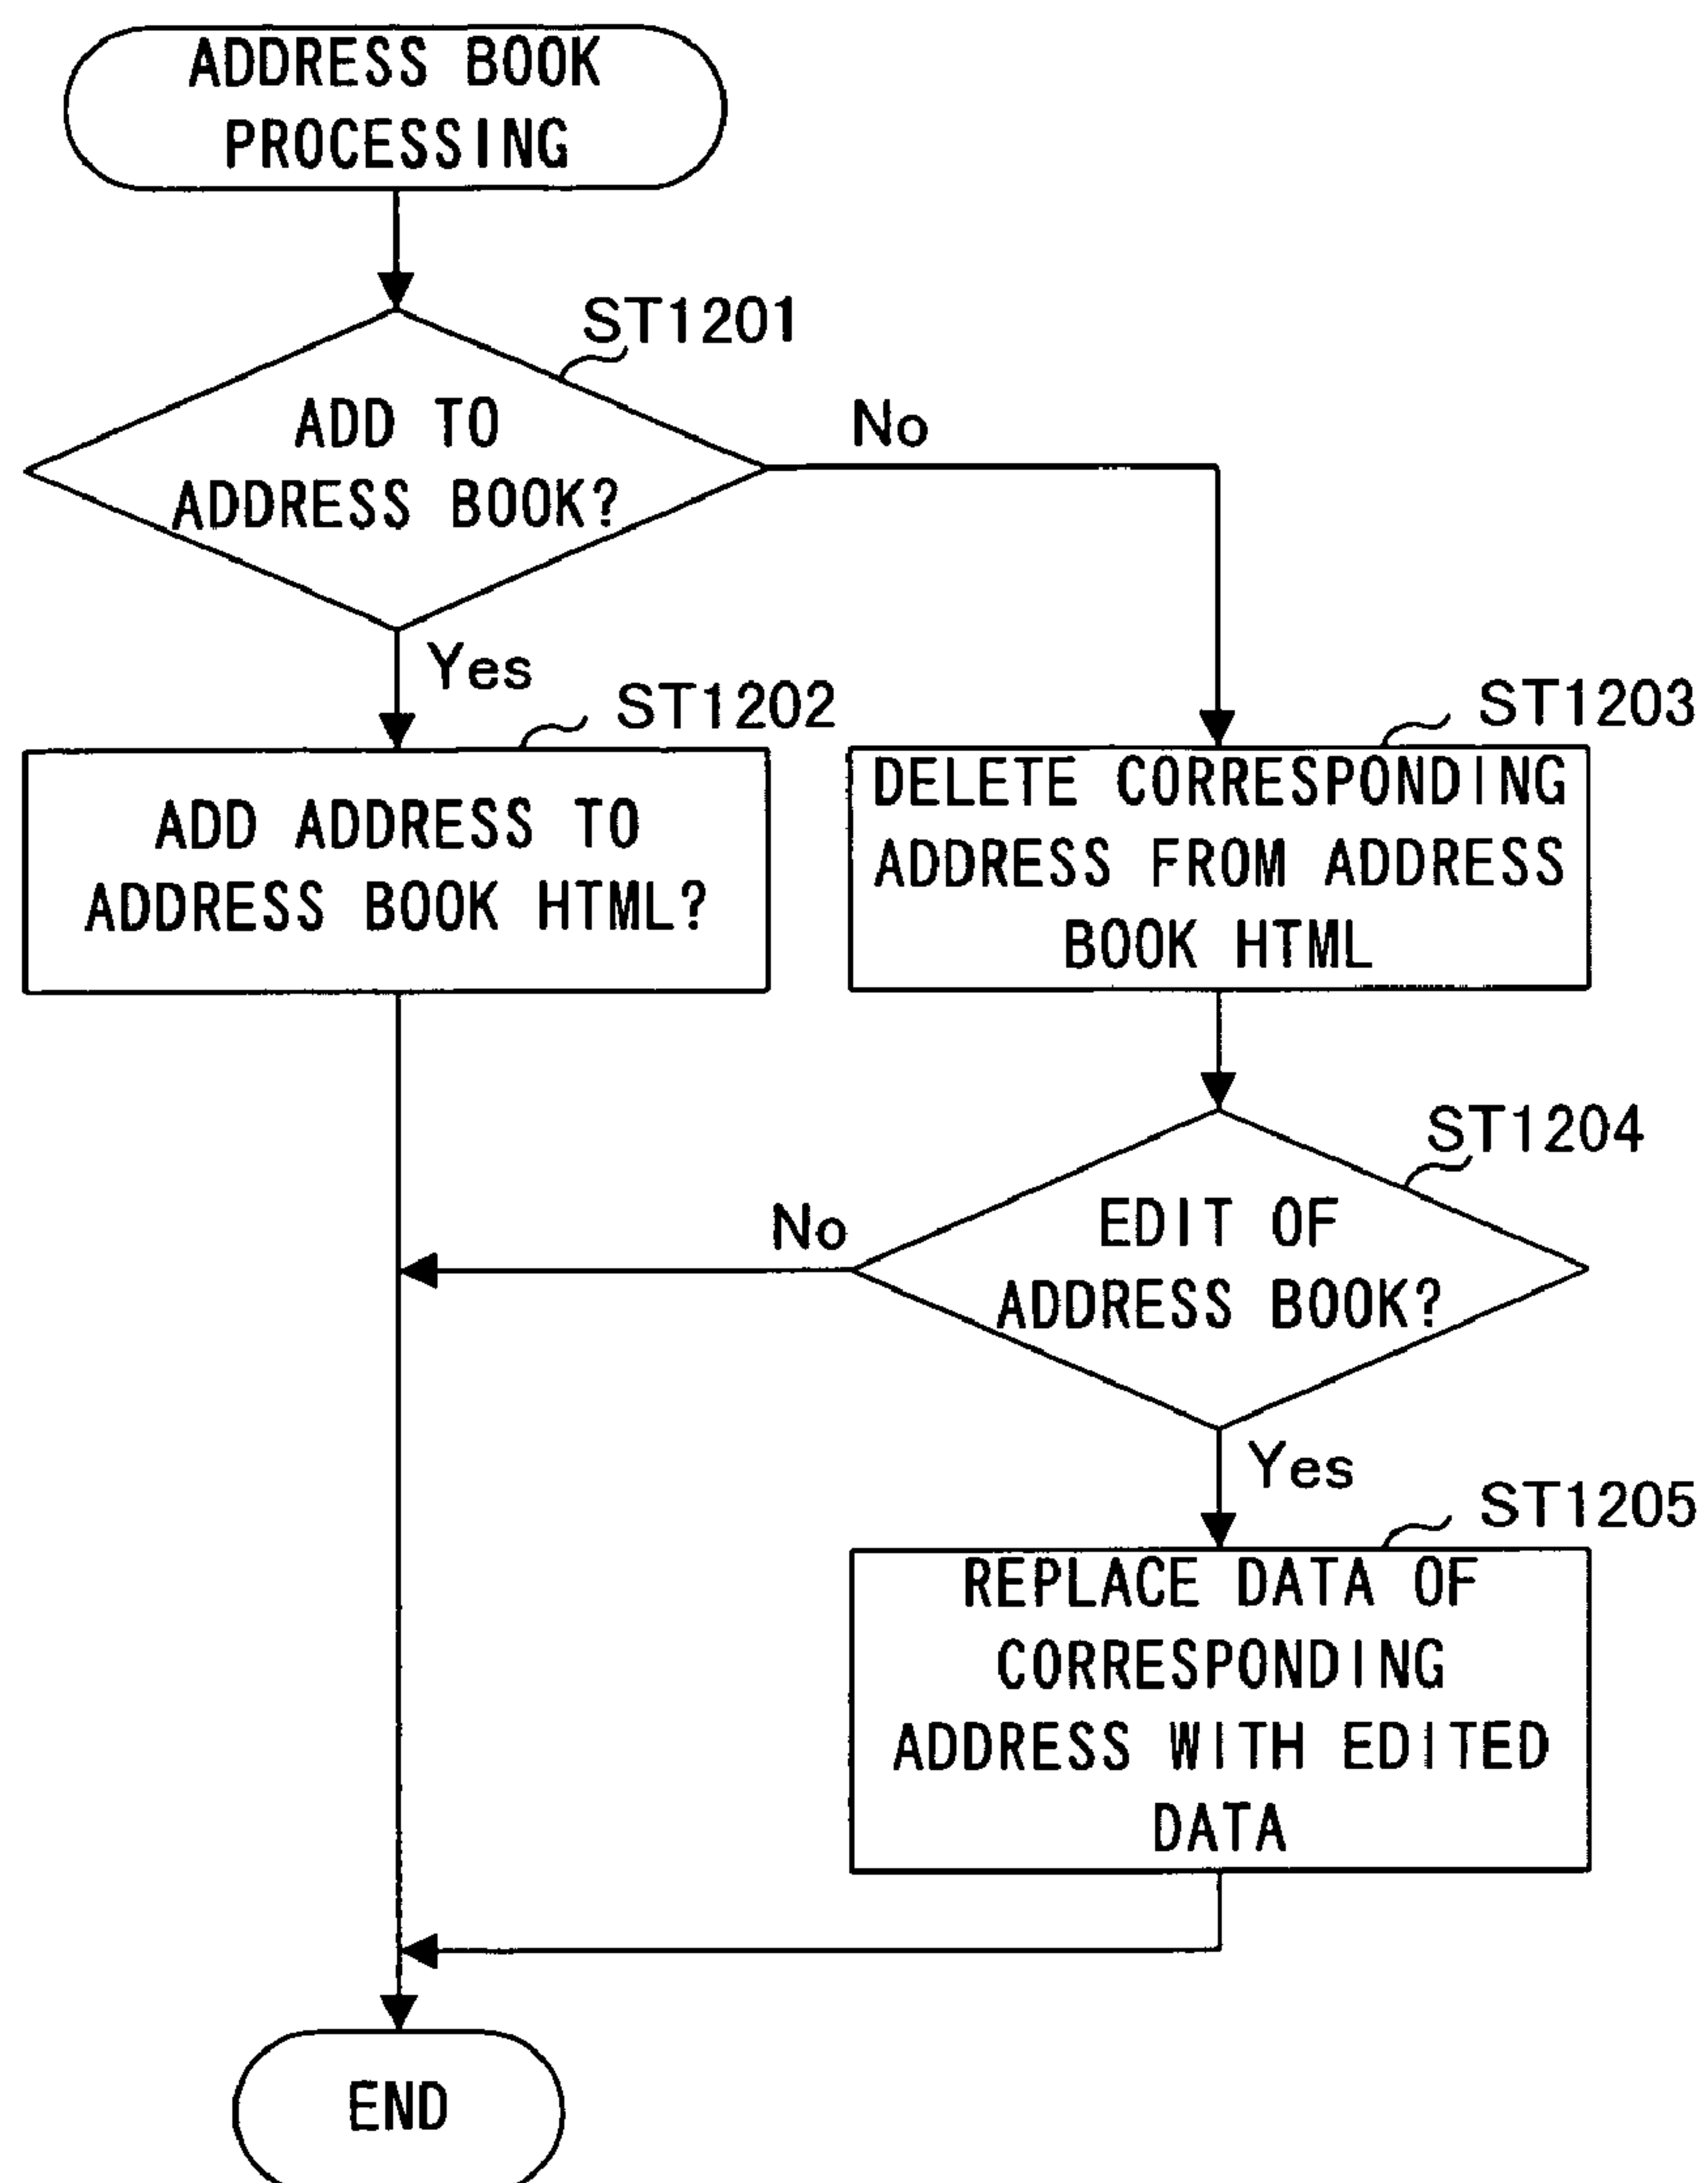 ADDRESS BOOK
PROCESSING
ST1201
ADD TO
ADDRESS BOOK?
No
Yes
ST1202
ADD ADDRESS TO
ADDRESS BOOK HTML?
ST1203
DELETE CORRESPONDING
ADDRESS FROM ADDRESS
BOOK HTML
ST1204
EDIT OF
ADDRESS BOOK?
No
Yes
ST1205
REPLACE DATA OF
CORRESPONDING
ADDRESS WITH EDITED
DATA
END